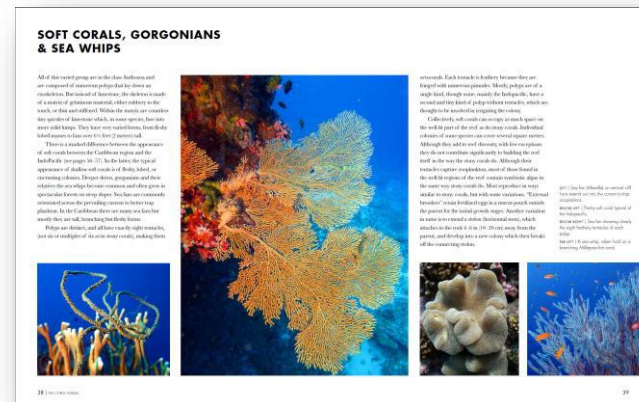 SOFT CORALS, GORGONIANS
& SEA WHIPS
All of this varied group are in the class Anthozoa and
are composed of numerous polyps that lay down an
exoskeleton. But instead of limestone, the skeleton is made
of a matrix of gelatinous material, either rubbery to the
touch, or thin and stiffened. Within the matrix are countless
tiny spicules of limestone which, in some species, fuse into
more solid lumps. They have very varied forms, from fleshy
lobed masses to fans over 6½ feet (2 meters) tall.
There is a marked difference between the appearance
of soft corals between the Caribbean region and the
Indo-Pacific (see pages 56–57). In the latter, the typical
appearance of shallow soft corals is of fleshy, lobed, or
encrusting colonies. Deeper down, gorgonians and their
relatives the sea whips become common and often grow in
spectacular forests on steep slopes. Sea fans are commonly
orientated across the prevailing current to better trap
plankton. In the Caribbean there are many sea fans but
mostly they are tall, branching but fleshy forms.
Polyps are distinct, and all have exactly eight tentacles,
just six or multiples of six as in stony corals, making them
octocorals. Each tentacle is feathery because they are
fringed with numerous pinnules. Mostly, polyps are of a
single kind, though some, mainly the Indo-pacific, have a
second and tiny kind of polyp without tentacles, which are
thought to be involved in irrigating the colony.
Collectively, soft corals can occupy as much space on
the well-lit part of the reef as do stony corals. Individual
colonies of some species can cover several square meters.
Although they add to reef diversity, with few exceptions
they do not contribute significantly to building the reef
itself in the way the stony corals do. Although their
tentacles capture zooplankton, most of those found in
the well-lit regions of the reef contain symbiotic algae in
the same way stony corals do. Most reproduce in ways
similar to stony corals, but with some variations. "External
brooders" retain fertilized eggs in a mucus pouch outside
the parent for the initial growth stages. Another variation
in some is to extend a stolon (horizontal stem), which
attaches to the rock 4–8 in (10–20 cm) away from the
parent, and develop into a new colony which then breaks
off the connecting stolon.
38
39